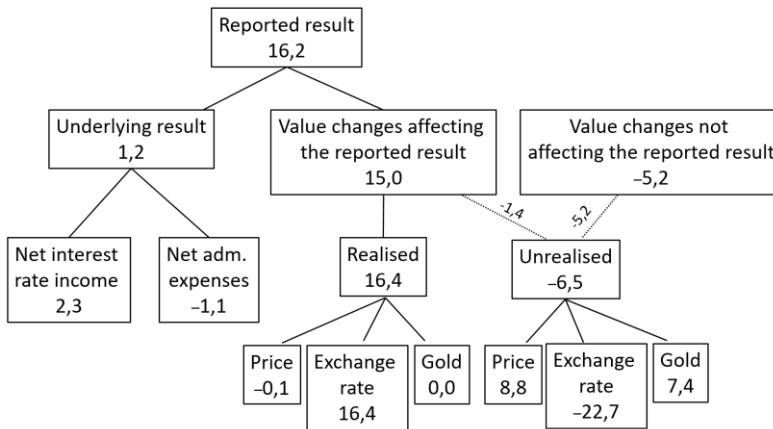 Reported result
16,2
Underlying result
1,2
Value changes affecting
the reported result
15,0
Value changes not
affecting the reported result
–5,2
-1,4
-5,2
Net interest
rate income
2,3
Net adm.
expenses
–1,1
Realised
16,4
Unrealised
–6,5
Price
–0,1
Exchange
rate
16,4
Gold
0,0
Price
8,8
Exchange
rate
–22,7
Gold
7,4